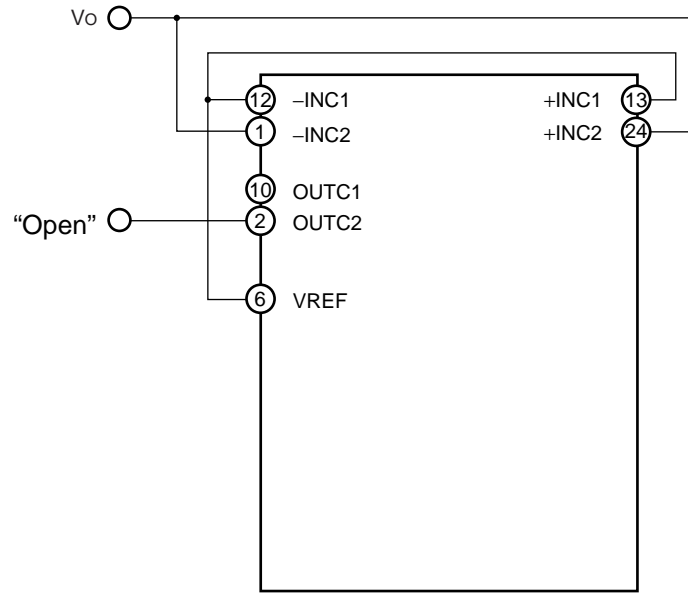 VO
12 –INC1 +INC1 13
1 –INC2 +INC2 24
10 OUTC1
“Open” 2 OUTC2
6 VREF